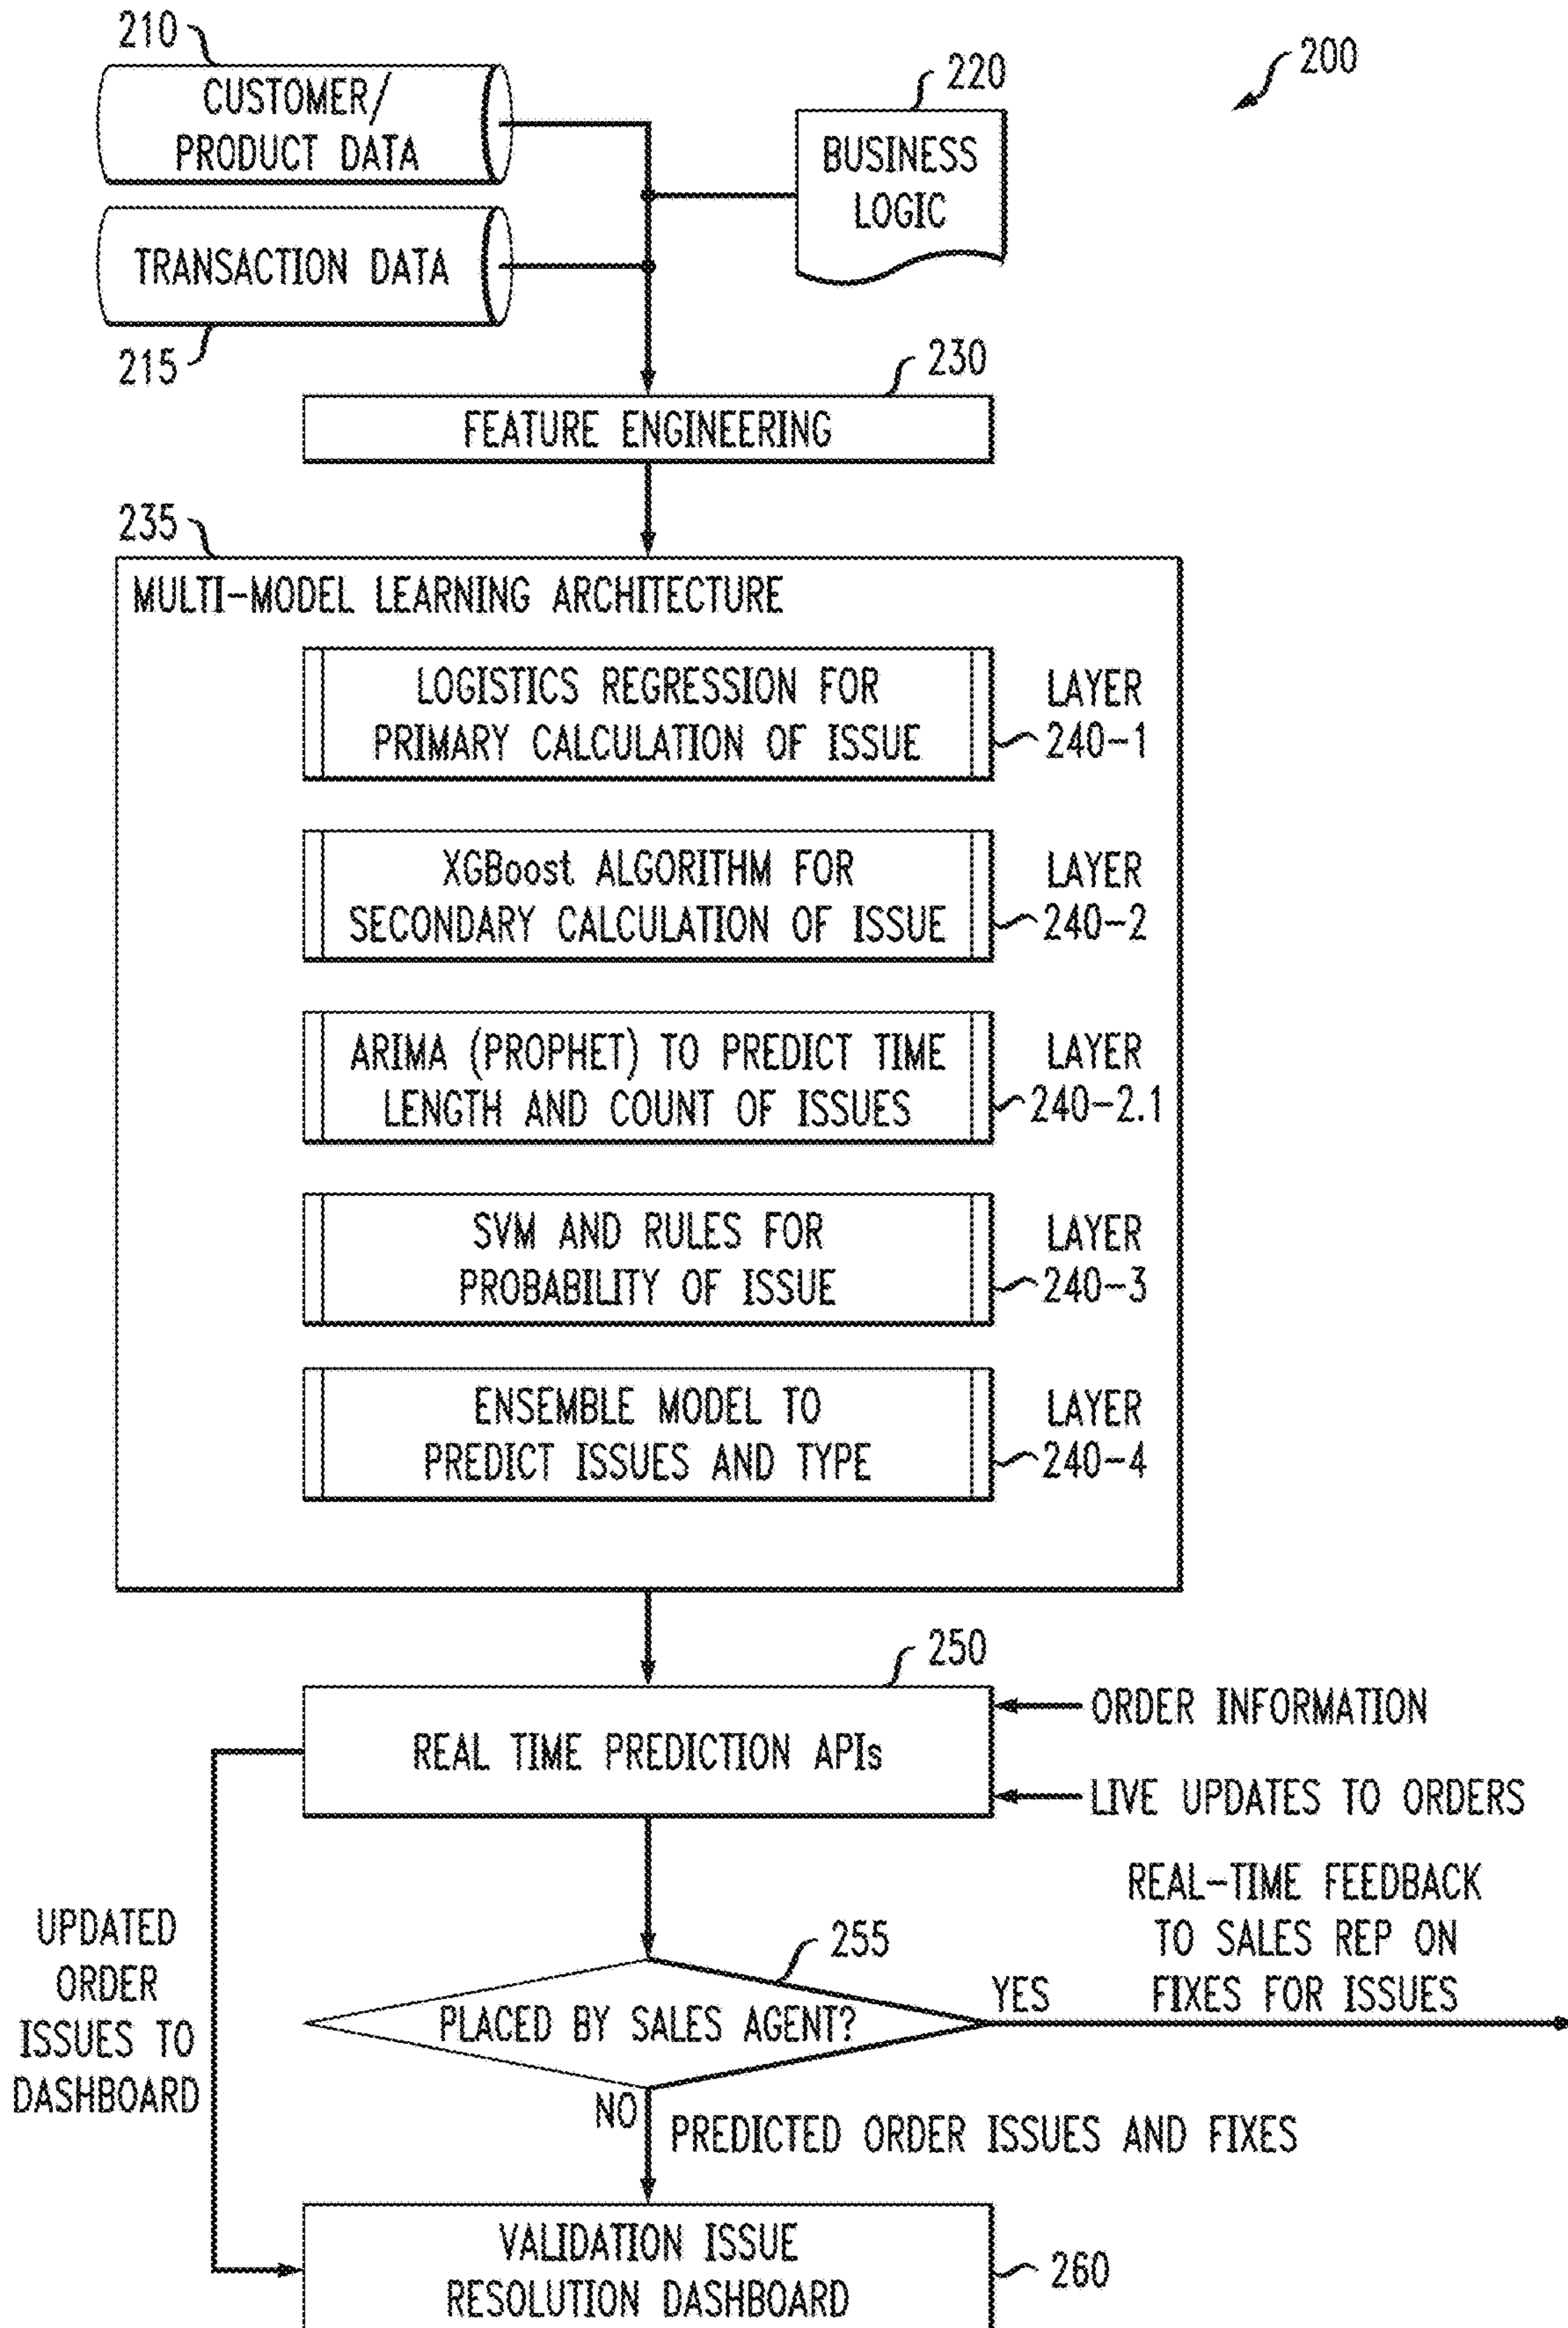 210
200
CUSTOMER/
PRODUCT DATA
220
BUSINESS
LOGIC
TRANSACTION DATA
215
230
FEATURE ENGINEERING
235
MULTI-MODEL LEARNING ARCHITECTURE
LOGISTICS REGRESSION FOR
PRIMARY CALCULATION OF ISSUE
LAYER
240-1
XGBoost ALGORITHM FOR
SECONDARY CALCULATION OF ISSUE
LAYER
240-2
ARIMA (PROPHET) TO PREDICT TIME
LENGTH AND COUNT OF ISSUES
LAYER
240-2.1
SVM AND RULES FOR
PROBABILITY OF ISSUE
LAYER
240-3
ENSEMBLE MODEL TO
PREDICT ISSUES AND TYPE
LAYER
240-4
250
REAL TIME PREDICTION APIs
ORDER INFORMATION
LIVE UPDATES TO ORDERS
UPDATED
ORDER
ISSUES TO
DASHBOARD
255
PLACED BY SALES AGENT?
YES
REAL-TIME FEEDBACK
TO SALES REP ON
FIXES FOR ISSUES
NO
PREDICTED ORDER ISSUES AND FIXES
VALIDATION ISSUE
RESOLUTION DASHBOARD
260